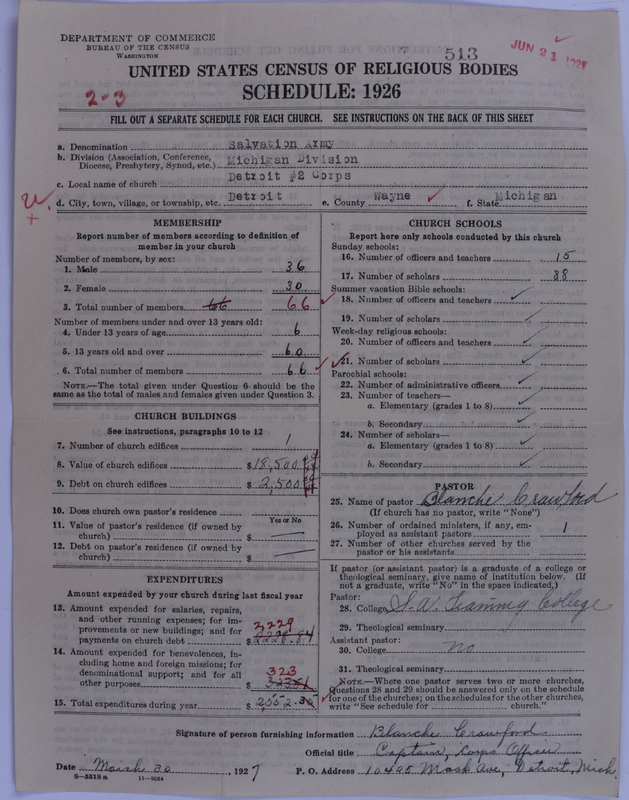 DEPARTMENT OF COMMERCE
BUREAU OF THE CENSUS
WASHINGTON
513
JUN 21
UNITED STATES CENSUS OF RELIGIOUS BODIES
2-3
SCHEDULE: 1926
FILL OUT A SEPARATE SCHEDULE FOR EACH CHURCH. SEE INSTRUCTIONS ON THE BACK OF THIS SHEET
a. Denomination Salvation Army
b. Division (Association, Conference, Diocese, Presbytery, Synod, etc.) Michigan Division
c. Local name of church Detroit #2 Corps
d. City, town, village, or township, etc. Detroit e. County Wayne f. State Michigan
MEMBERSHIP
Report number of members according to definition of
member in your church
Number of members, by sex:
1. Male 36
2. Female 30
3. Total number of members 66 66
Number of members under and over 13 years old:
4. Under 13 years of age 6
5. 13 years old and over 60
6. Total number of members 66
NOTE.—The total given under Question 6 should be
same as the total of males and females given under Question 3.
CHURCH BUILDINGS
See instructions, paragraphs 10 to 12
7. Number of church edifices 1
8. Value of church edifices $18,500
9. Debt on church edifices $2,500
10. Does church own pastor's residence
Yes or No
11. Value of pastor's residence (if owned by
church) $
12. Debt on pastor's residence (if owned by
church) $
EXPENDITURES
Amount expended by your church during last fiscal year
13. Amount expended for salaries, repairs,
and other running expenses; for im-
provements or new buildings; and for 3229
payments on church debt $
14. Amount expended for benevolences, in-
cluding home and foreign missions; for
denominational support; and for all 323
other purposes $
15. Total expenditures during year $
CHURCH SCHOOLS
Report here only schools conducted by this church
Sunday schools:
16. Number of officers and teachers 15
17. Number of scholars 88
Summer vacation Bible schools:
18. Number of officers and teachers
19. Number of scholars
Week-day religious schools:
20. Number of officers and teachers
21. Number of scholars
Parochial schools:
22. Number of administrative officers
23. Number of teachers—
a. Elementary (grades 1 to 8)
b. Secondary
24. Number of scholars—
a. Elementary (grades 1 to 8)
b. Secondary
PASTOR
25. Name of pastor Blanche Crawford
(If church has no pastor, write "None")
26. Number of ordained ministers, if any, em-
ployed as assistant pastors 1
27. Number of other churches served by the
pastor or his assistants
If pastor (or assistant pastor) is a graduate of a college or
theological seminary, give name of institution below. (If
not a graduate, write "No" in the space indicated.)
Pastor:
28. College S.A. Training College
29. Theological seminary
Assistant pastor:
30. College no
31. Theological seminary
NOTE.—Where one pastor serves two or more churches,
Questions 28 and 29 should be answered only on the schedule
for one of the churches; on the schedules for the other churches,
write "See schedule for church."
Signature of person furnishing information Blanche Crawford
Official title Captain, Corps Officer
Date March 30, 1927 P. O. Address 10495 Mack Ave, Detroit, Mich
8-5518a 11-9054